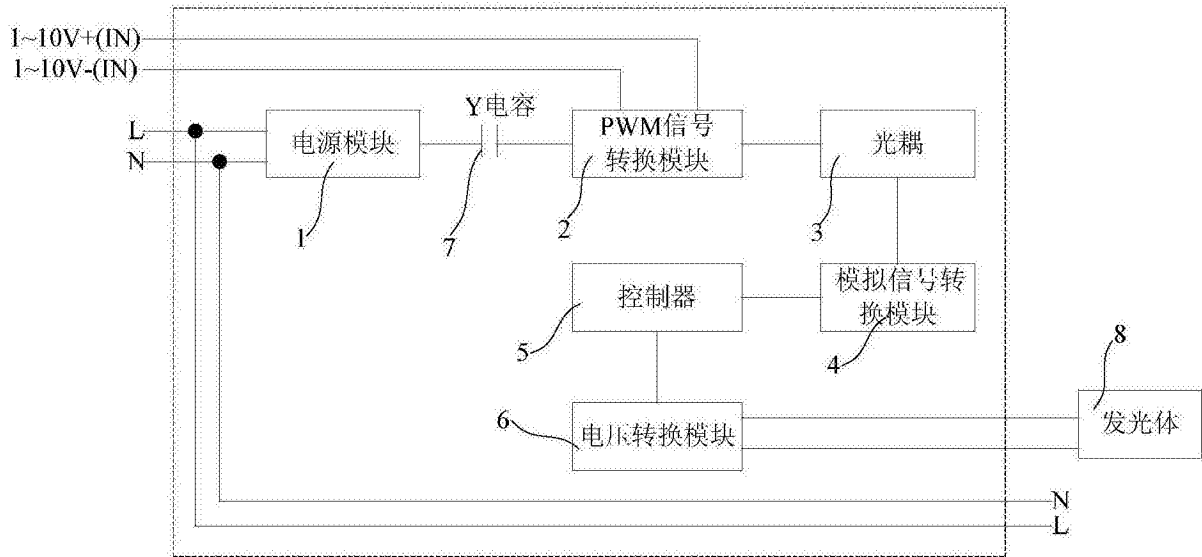 1~10V+(IN)
1~10V-(IN)
L
N
电源模块
1
Y电容
7
PWM信号
转换模块
2
光耦
3
控制器
5
模拟信号转
换模块
4
电压转换模块
6
发光体
8
N
L